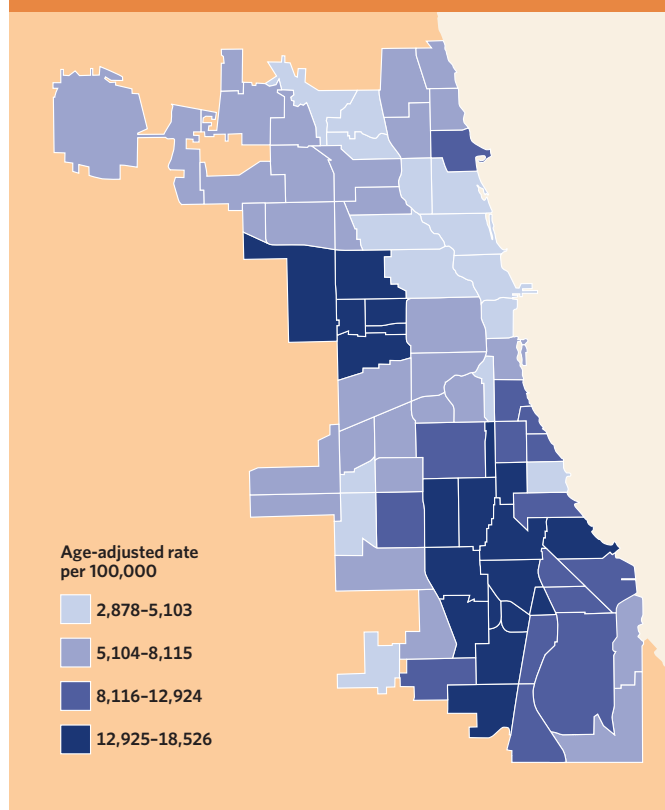 Age-adjusted rate
per 100,000
2,878–5,103
5,104–8,115
8,116–12,924
12,925–18,526